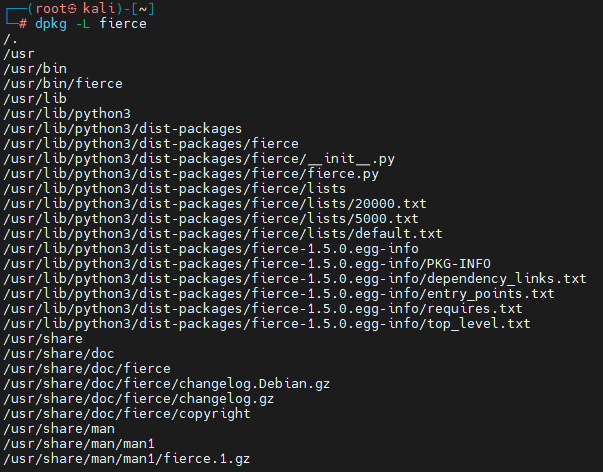 ┌──(root㉿kali)-[~]
└─# dpkg -L fierce
/.
/usr
/usr/bin
/usr/bin/fierce
/usr/lib
/usr/lib/python3
/usr/lib/python3/dist-packages
/usr/lib/python3/dist-packages/fierce
/usr/lib/python3/dist-packages/fierce/__init__.py
/usr/lib/python3/dist-packages/fierce/fierce.py
/usr/lib/python3/dist-packages/fierce/lists
/usr/lib/python3/dist-packages/fierce/lists/20000.txt
/usr/lib/python3/dist-packages/fierce/lists/5000.txt
/usr/lib/python3/dist-packages/fierce/lists/default.txt
/usr/lib/python3/dist-packages/fierce-1.5.0.egg-info
/usr/lib/python3/dist-packages/fierce-1.5.0.egg-info/PKG-INFO
/usr/lib/python3/dist-packages/fierce-1.5.0.egg-info/dependency_links.txt
/usr/lib/python3/dist-packages/fierce-1.5.0.egg-info/entry_points.txt
/usr/lib/python3/dist-packages/fierce-1.5.0.egg-info/requires.txt
/usr/lib/python3/dist-packages/fierce-1.5.0.egg-info/top_level.txt
/usr/share
/usr/share/doc
/usr/share/doc/fierce
/usr/share/doc/fierce/changelog.Debian.gz
/usr/share/doc/fierce/changelog.gz
/usr/share/doc/fierce/copyright
/usr/share/man
/usr/share/man/man1
/usr/share/man/man1/fierce.1.gz